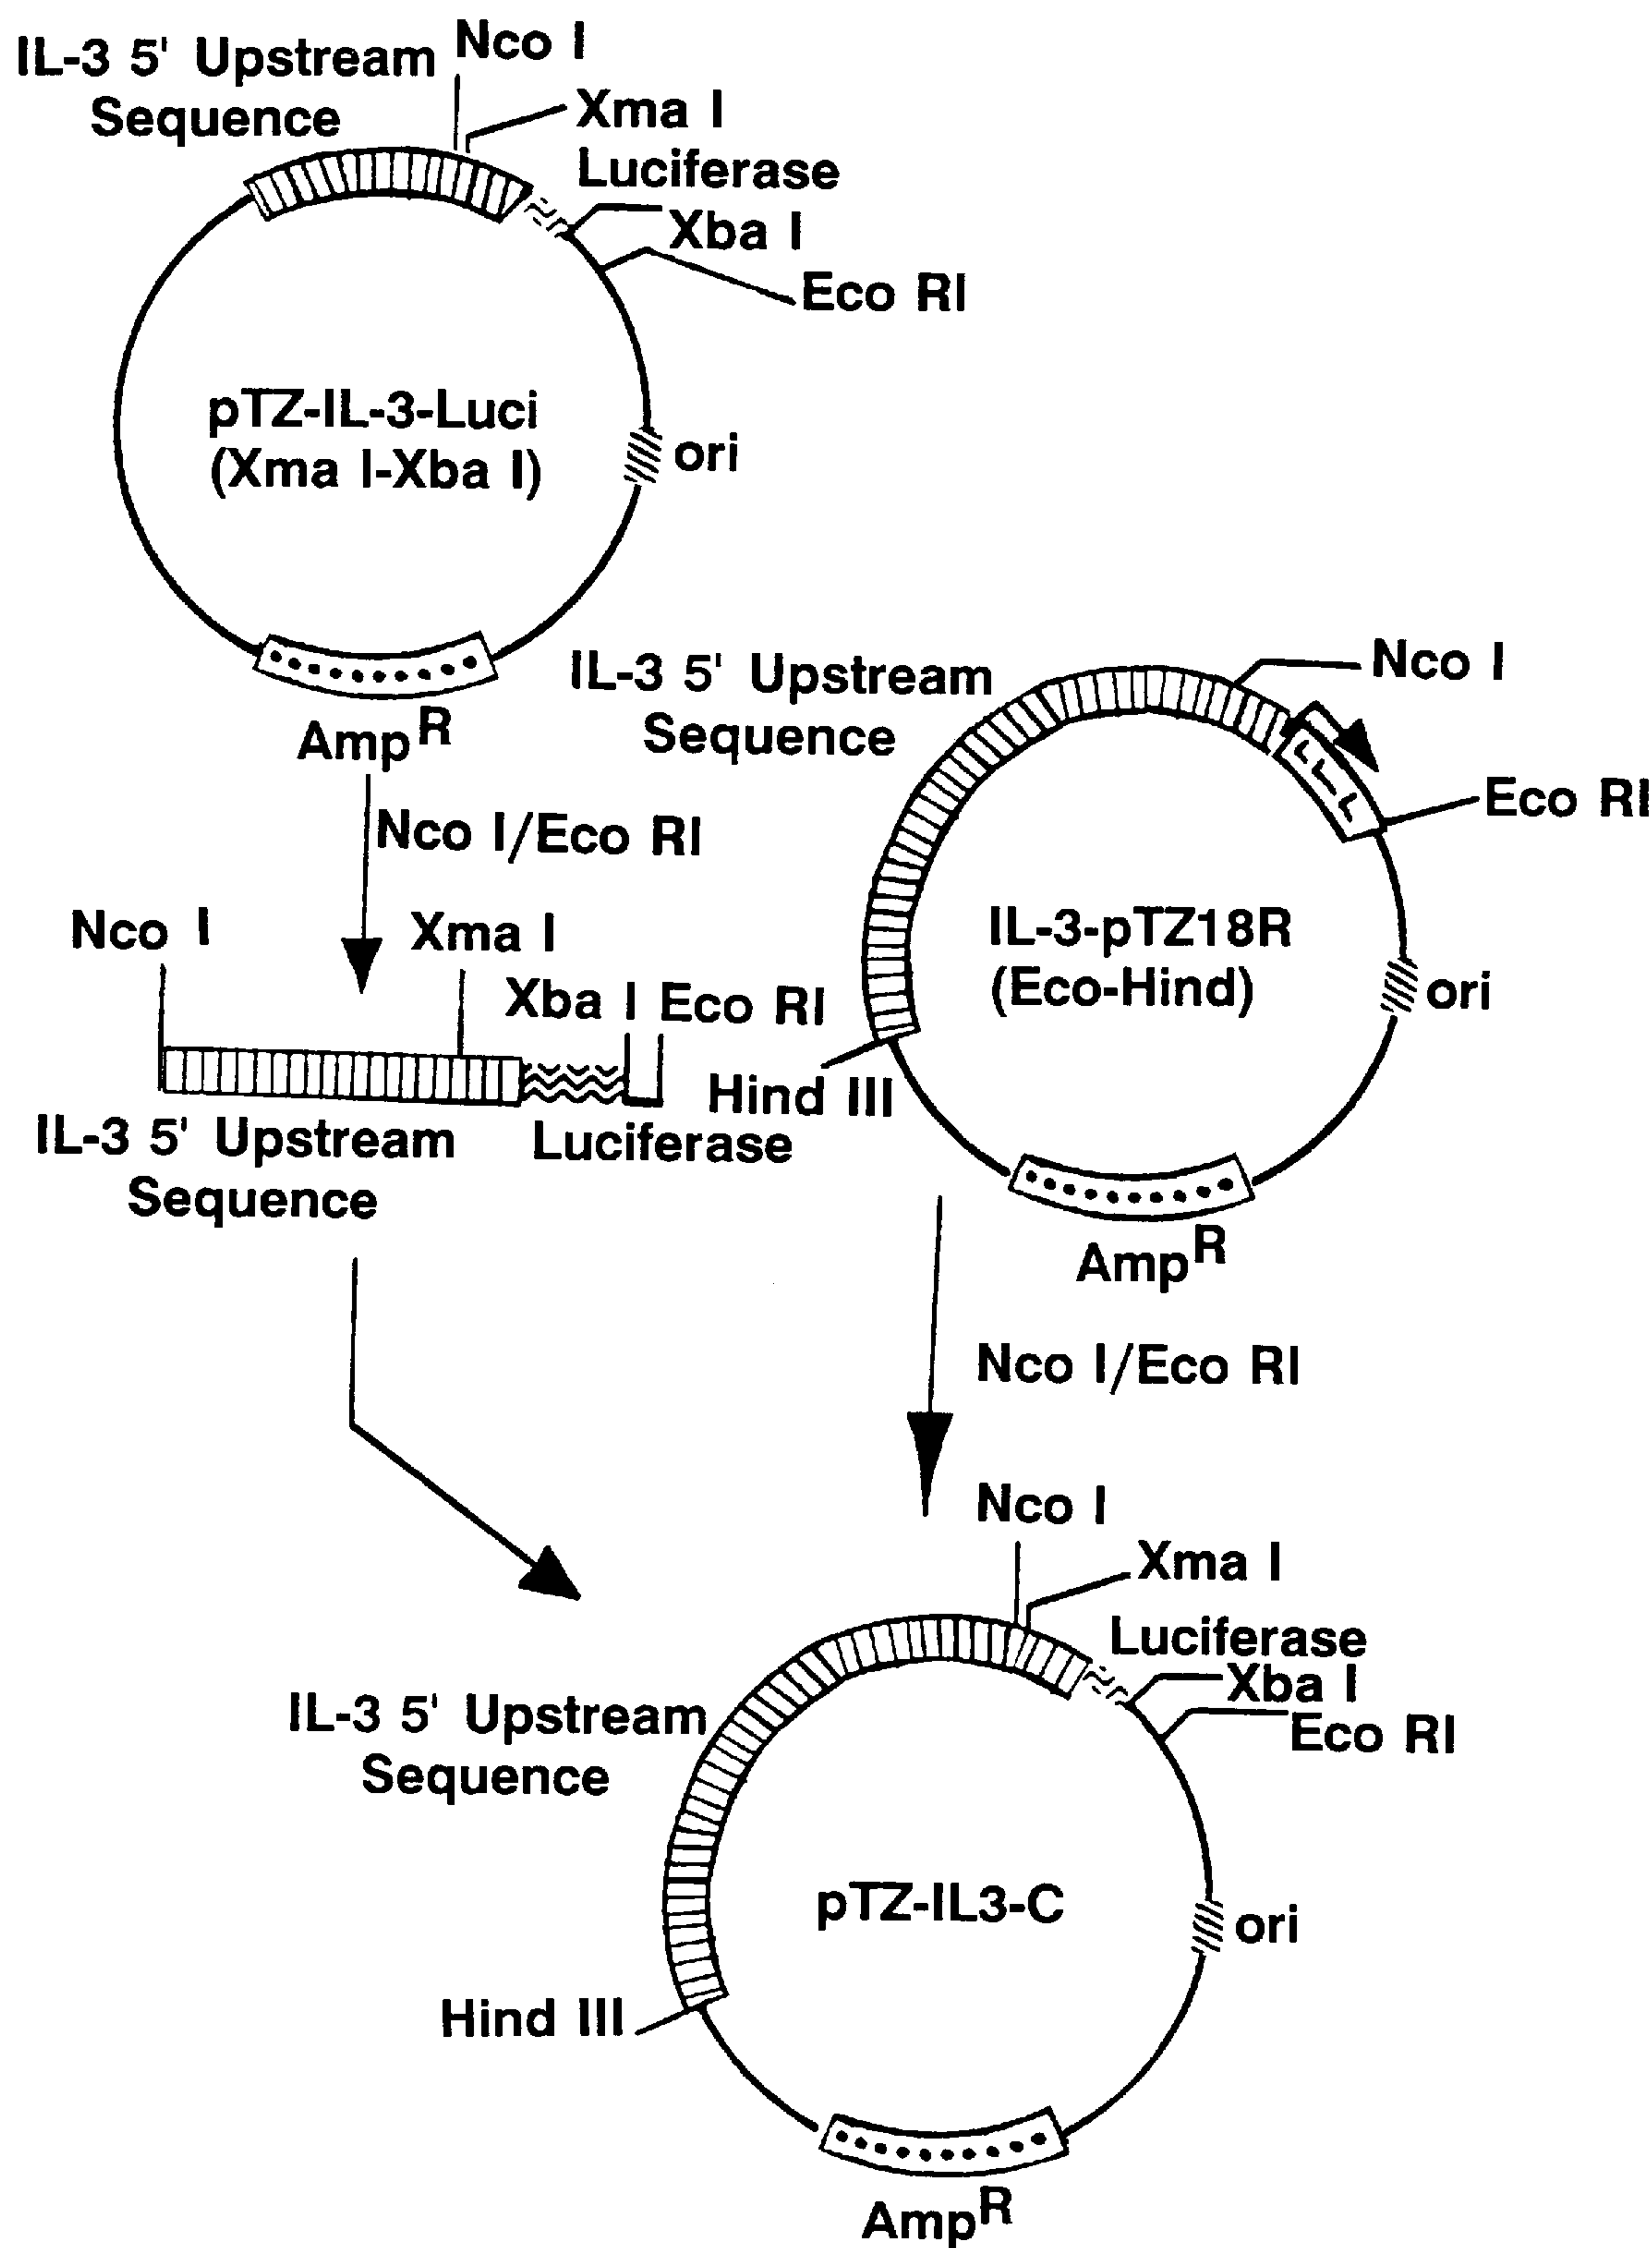 IL-3 5' Upstream
Sequence
Nco I
Xma I
Luciferase
Xba I
Eco RI
pTZ-IL-3-Luci
(Xma I-Xba I)
ori
Amp^R
Nco I/Eco RI
Nco I
Xma I
Xba I
Eco RI
IL-3 5' Upstream
Sequence
Luciferase
IL-3 5' Upstream
Sequence
Nco I
Eco RI
IL-3-pTZ18R
(Eco-Hind)
ori
Hind III
Amp^R
Nco I/Eco RI
Nco I
Xma I
Luciferase
Xba I
Eco RI
IL-3 5' Upstream
Sequence
pTZ-IL3-C
ori
Hind III
Amp^R